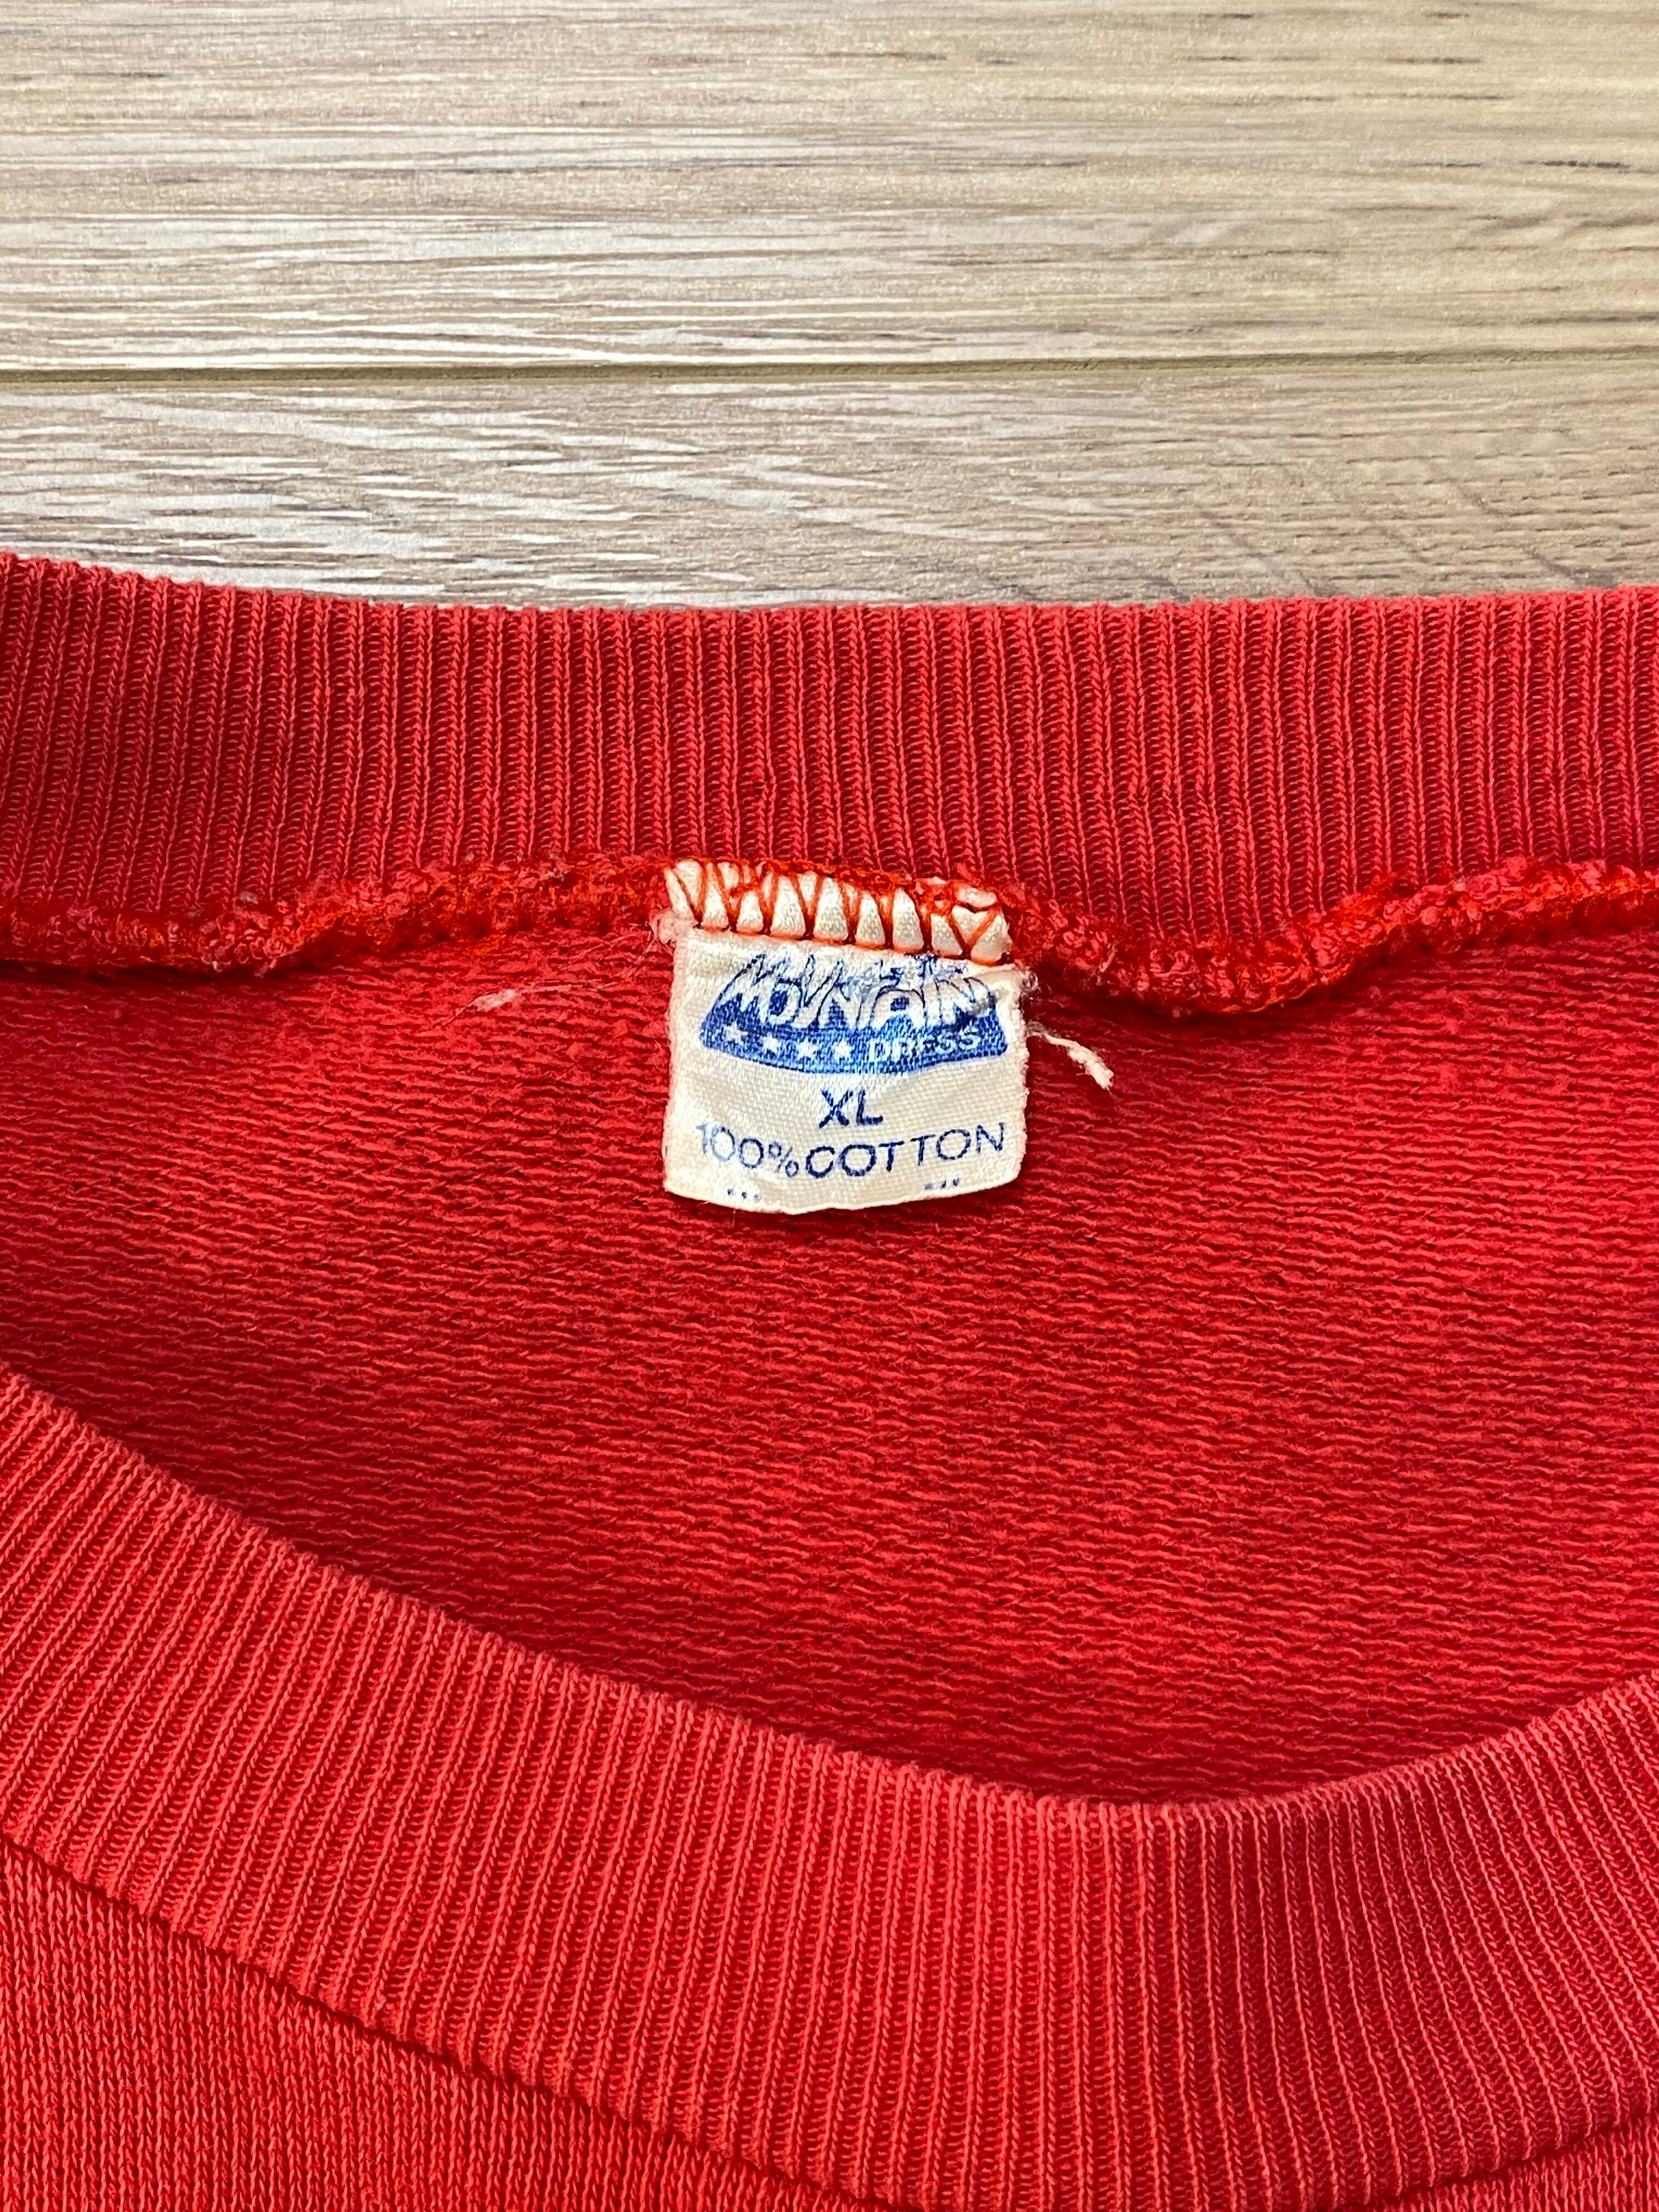 MOUNTAIN
DRESS
XL
100% COTTON